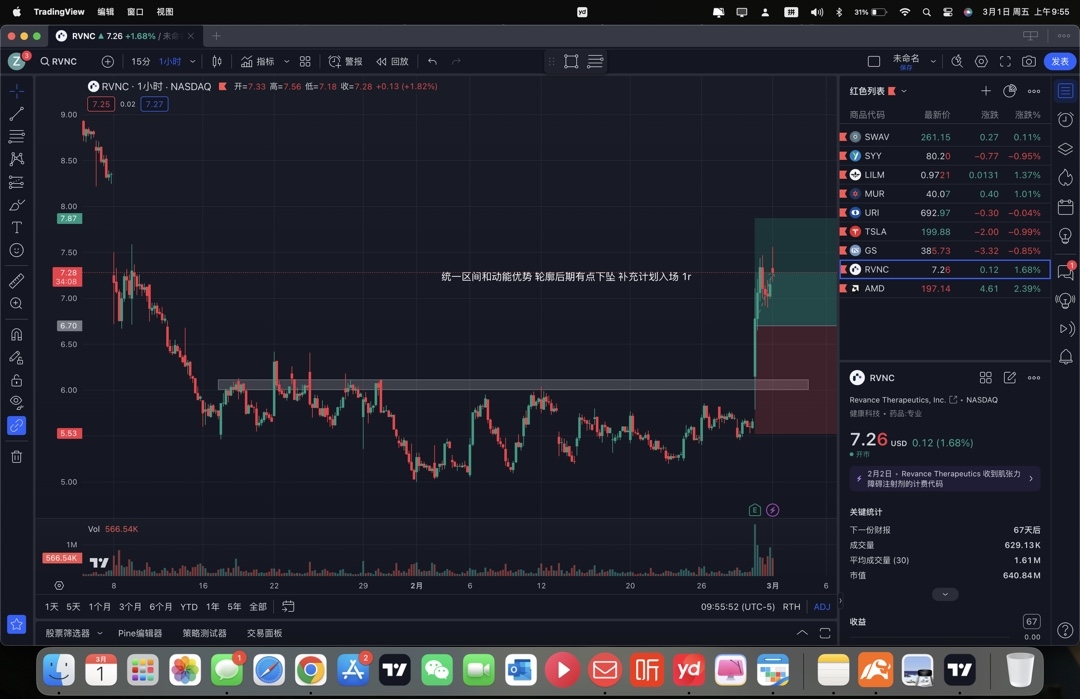 TradingView 编辑 窗口 视图
yd
拼
31%
3月1日 周五 上午9:55
RVNC ▲ 7.26 +1.68% / 未命
Z 3
RVNC
15分 1小时
指标
警报
回放
未命名
保存
发表
RVNC · 1小时 · NASDAQ 开=7.33 高=7.56 低=7.18 收=7.28 +0.13 (+1.82%)
7.25 0.02 7.27
9.00
8.50
8.00
7.87
7.50
7.28
34:08
7.00
6.70
6.50
6.00
5.53
5.00
统一区间和动能优势 轮廓后期有点下坠 补充计划入场 1r
E
Vol 566.54K
1M
566.54K
8 16 22 29 2月 6 12 20 26 3月 6
1天 5天 1个月 3个月 6个月 YTD 1年 5年 全部
09:55:52 (UTC-5) RTH ADJ
股票筛选器 Pine编辑器 策略测试器 交易面板
红色列表
商品代码 最新价 涨跌 涨跌%
SWAV 261.15 0.27 0.11%
SYY 80.20 −0.77 −0.95%
LILM 0.9721 0.0131 1.37%
MUR 40.07 0.40 1.01%
URI 692.97 −0.30 −0.04%
TSLA 199.88 −2.00 −0.99%
GS 385.73 −3.32 −0.85%
RVNC 7.26 0.12 1.68%
AMD 197.14 4.61 2.39%
RVNC
Revance Therapeutics, Inc. • NASDAQ
健康科技 • 药品:专业
7.26 USD 0.12 (1.68%)
开市
2月2日 • Revance Therapeutics 收到肌张力
障碍注射剂的计费代码
关键统计
下一份财报 67天后
成交量 629.13K
平均成交量 (30) 1.61M
市值 640.84M
收益 67
0.00
1
3月
1
1
2
听
yd